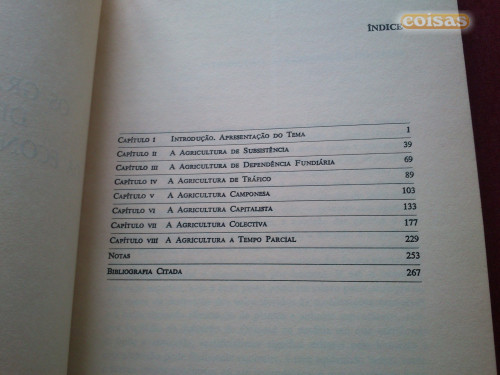 coisas
ÍNDICE
CAPÍTULO I INTRODUÇÃO. APRESENTAÇÃO DO TEMA 1
CAPÍTULO II A AGRICULTURA DE SUBSISTÊNCIA 39
CAPÍTULO III A AGRICULTURA DE DEPENDÊNCIA FUNDIÁRIA 69
CAPÍTULO IV A AGRICULTURA DE TRÁFICO 89
CAPÍTULO V A AGRICULTURA CAMPONESA 103
CAPÍTULO VI A AGRICULTURA CAPITALISTA 133
CAPÍTULO VII A AGRICULTURA COLECTIVA 177
CAPÍTULO VIII A AGRICULTURA A TEMPO PARCIAL 229
NOTAS 253
BIBLIOGRAFIA CITADA 267